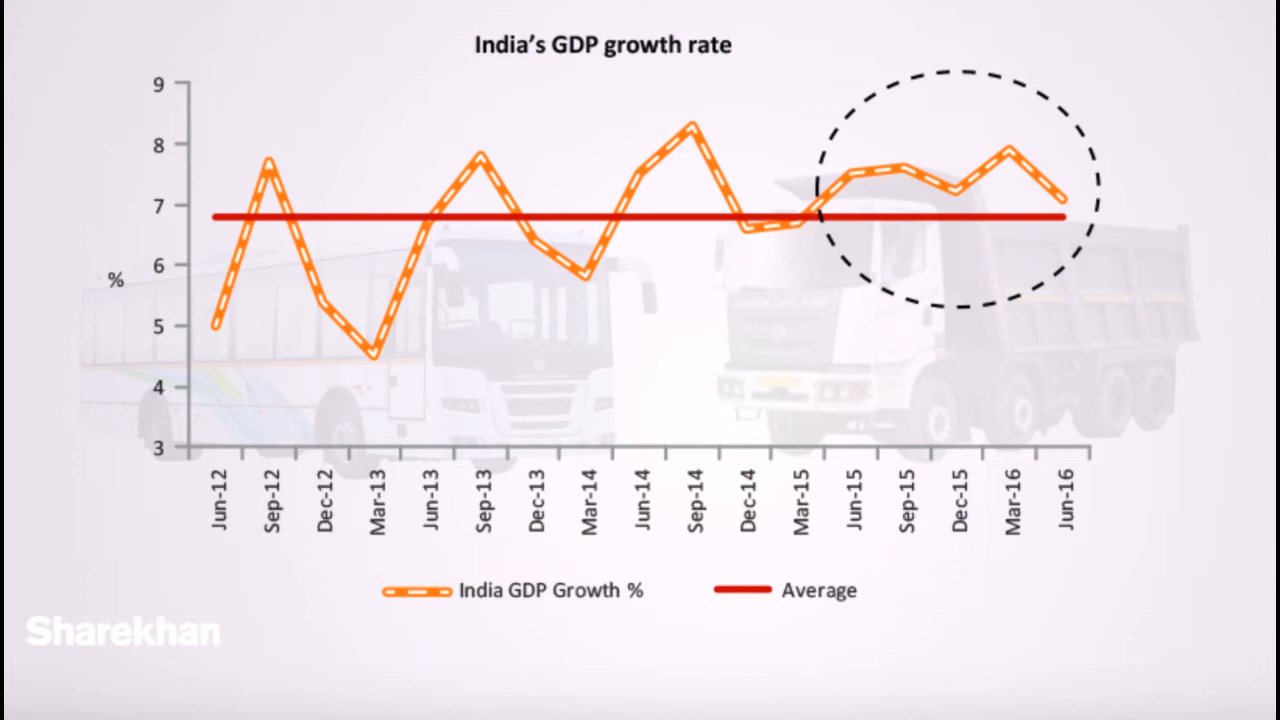 India's GDP growth rate
9
8
7
6
5
4
3
%
Jun-12
Sep-12
Dec-12
Mar-13
Jun-13
Sep-13
Dec-13
Mar-14
Jun-14
Sep-14
Dec-14
Mar-15
Jun-15
Sep-15
Dec-15
Mar-16
Jun-16
India GDP Growth %
Average
Sharekhan